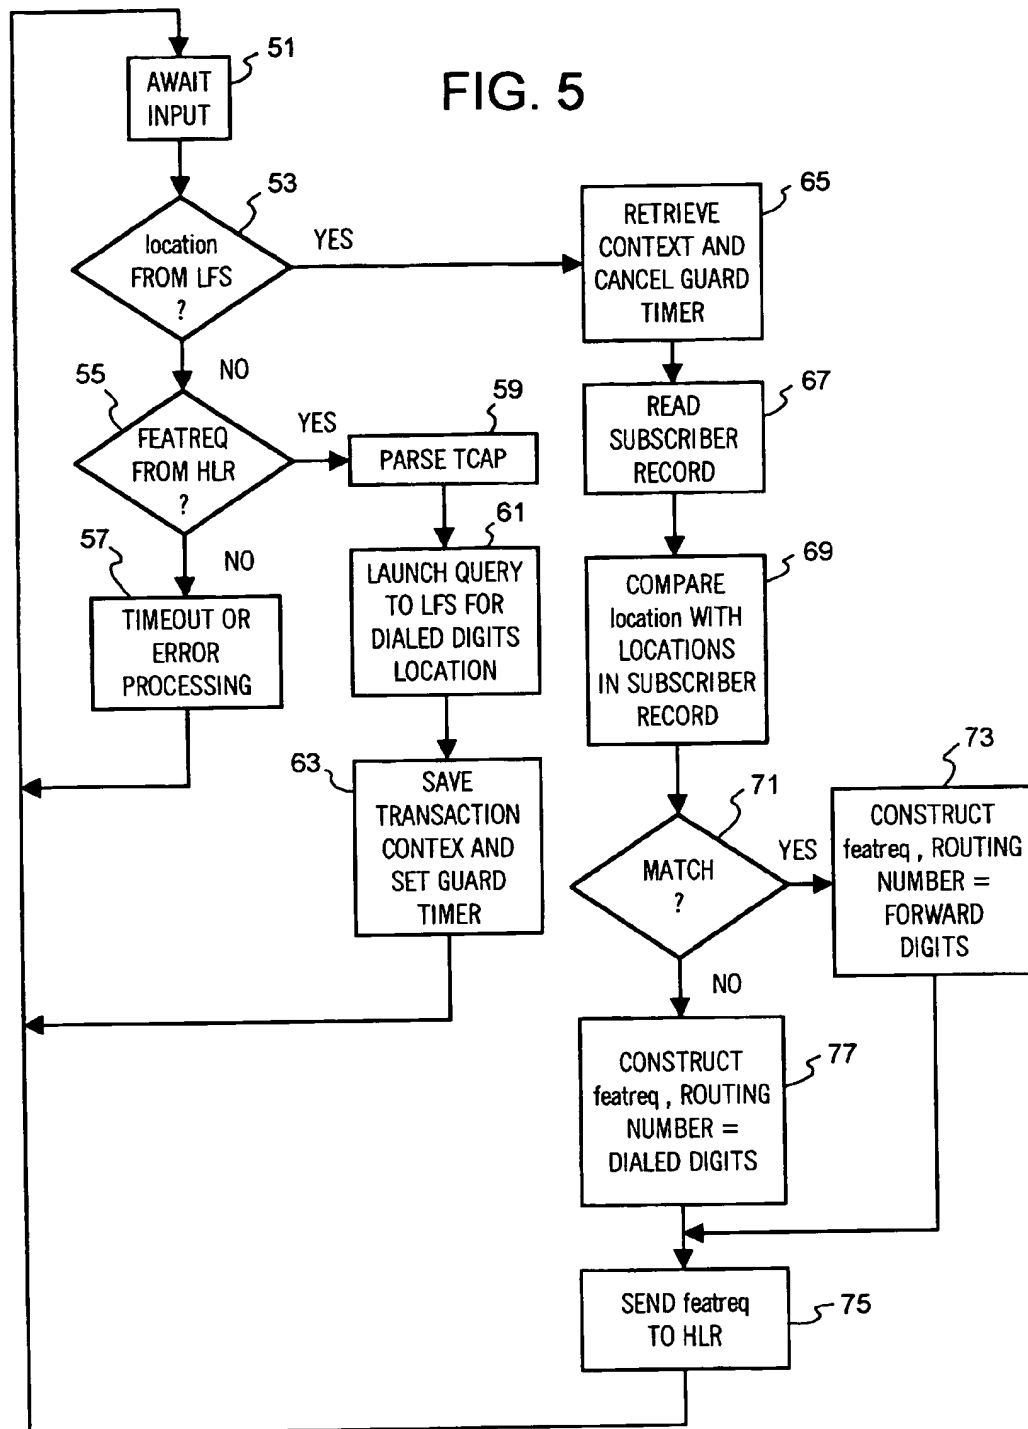 FIG. 5
51
AWAIT
INPUT
53
location
FROM LFS
?
YES
NO
55
FEATREQ
FROM HLR
?
YES
NO
57
TIMEOUT OR
ERROR
PROCESSING
59
PARSE TCAP
61
LAUNCH QUERY
TO LFS FOR
DIALED DIGITS
LOCATION
63
SAVE
TRANSACTION
CONTEX AND
SET GUARD
TIMER
65
RETRIEVE
CONTEXT AND
CANCEL GUARD
TIMER
67
READ
SUBSCRIBER
RECORD
69
COMPARE
location WITH
LOCATIONS
IN SUBSCRIBER
RECORD
71
MATCH
?
YES
NO
73
CONSTRUCT
featreq , ROUTING
NUMBER =
FORWARD
DIGITS
77
CONSTRUCT
featreq , ROUTING
NUMBER =
DIALED DIGITS
75
SEND featreq
TO HLR